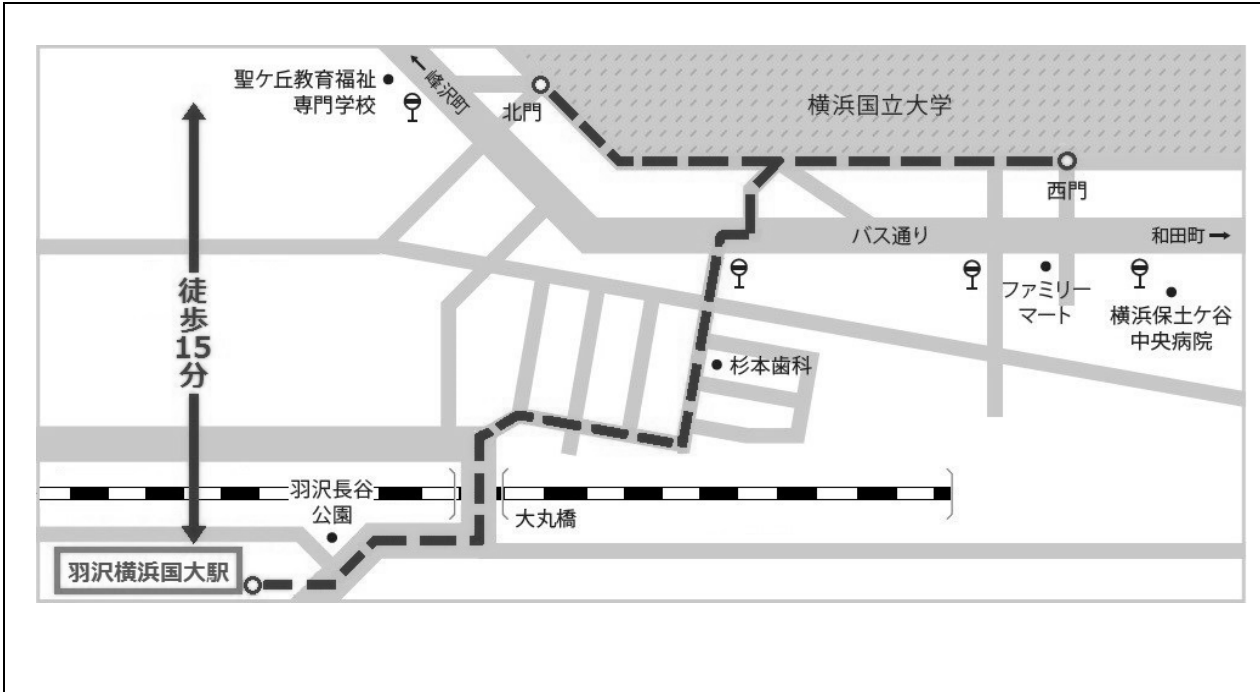 聖ケ丘教育福祉
専門学校
峰沢町
北門
横浜国立大学
西門
バス通り
和田町
ファミリー
マート
横浜保土ケ谷
中央病院
徒歩15分
杉本歯科
羽沢長谷
公園
大丸橋
羽沢横浜国大駅